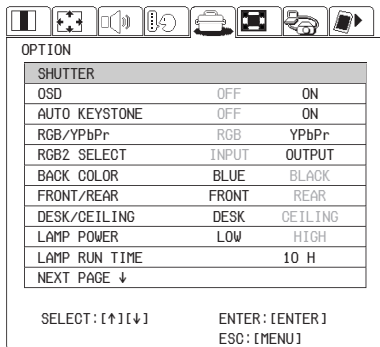 OPTION
SHUTTER
OSD OFF ON
AUTO KEYSTONE OFF ON
RGB/YPbPr RGB YPbPr
RGB2 SELECT INPUT OUTPUT
BACK COLOR BLUE BLACK
FRONT/REAR FRONT REAR
DESK/CEILING DESK CEILING
LAMP POWER LOW HIGH
LAMP RUN TIME 10 H
NEXT PAGE ↓
SELECT:[↑][↓] ENTER:[ENTER]
ESC:[MENU]